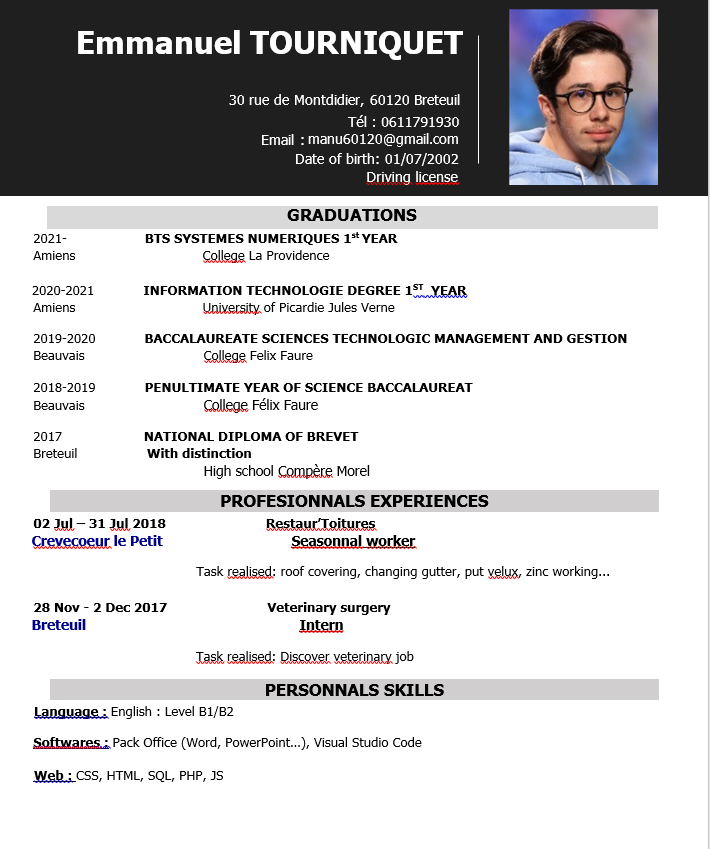 Emmanuel TOURNIQUET
30 rue de Montdidier, 60120 Breteuil
Tél : 0611791930
Email : manu60120@gmail.com
Date of birth: 01/07/2002
Driving license
GRADUATIONS
2021- BTS SYSTEMES NUMERIQUES 1st YEAR
Amiens College La Providence
2020-2021 INFORMATION TECHNOLOGIE DEGREE 1ST YEAR
Amiens University of Picardie Jules Verne
2019-2020 BACCALAUREATE SCIENCES TECHNOLOGIC MANAGEMENT AND GESTION
Beauvais College Felix Faure
2018-2019 PENULTIMATE YEAR OF SCIENCE BACCALAUREAT
Beauvais College Félix Faure
2017 NATIONAL DIPLOMA OF BREVET
Breteuil With distinction
High school Compère Morel
PROFESIONNALS EXPERIENCES
02 Jul – 31 Jul 2018 Restaur'Toitures
Crevecoeur le Petit Seasonnal worker
Task realised: roof covering, changing gutter, put velux, zinc working...
28 Nov - 2 Dec 2017 Veterinary surgery
Breteuil Intern
Task realised: Discover veterinary job
PERSONNALS SKILLS
Language : English : Level B1/B2
Softwares : Pack Office (Word, PowerPoint…), Visual Studio Code
Web : CSS, HTML, SQL, PHP, JS